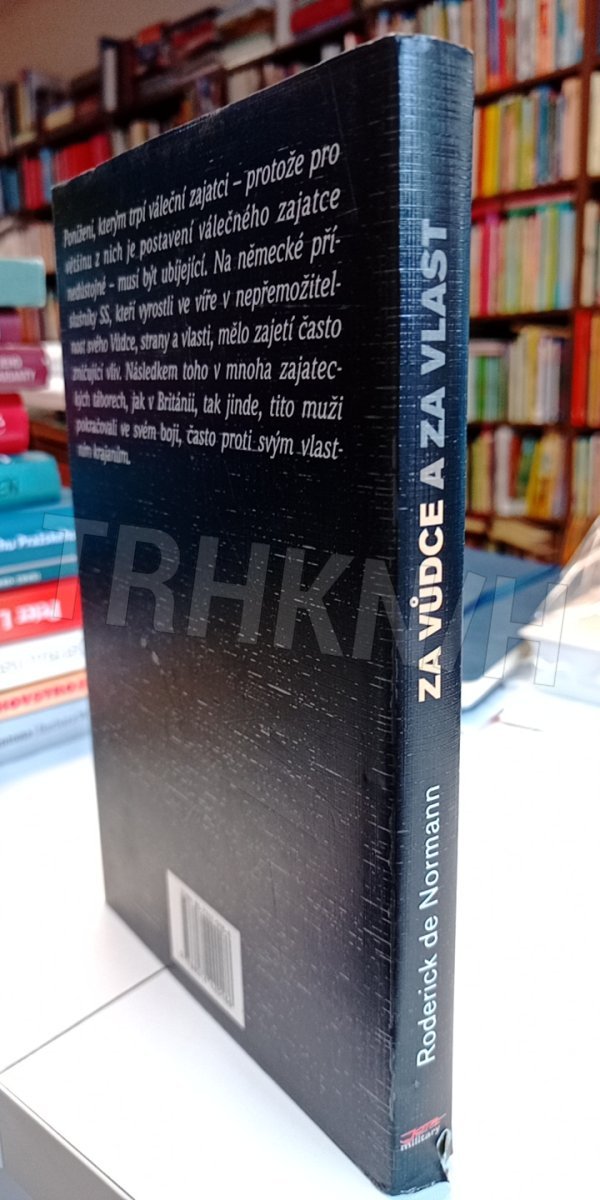 Ponížení, kterým trpí váleční zajatci – protože pro
většinu z nich je postavení válečného zajatce
nedůstojné – musí být ubíjející. Na německé pří-
slušníky SS, kteří vyrostli ve víře v nepřemožitel-
nost svého Vůdce, strany a vlasti, mělo zajetí často
zničující vliv. Následkem toho v mnoha zajatec-
kých táborech, jak v Británii, tak jinde, tito muži
pokračovali ve svém boji, často proti svým vlast-
ním krajanům.
ZA VŮDCE A ZA VLAST
Roderick de Normann
military
TRHKNIH
Peter L